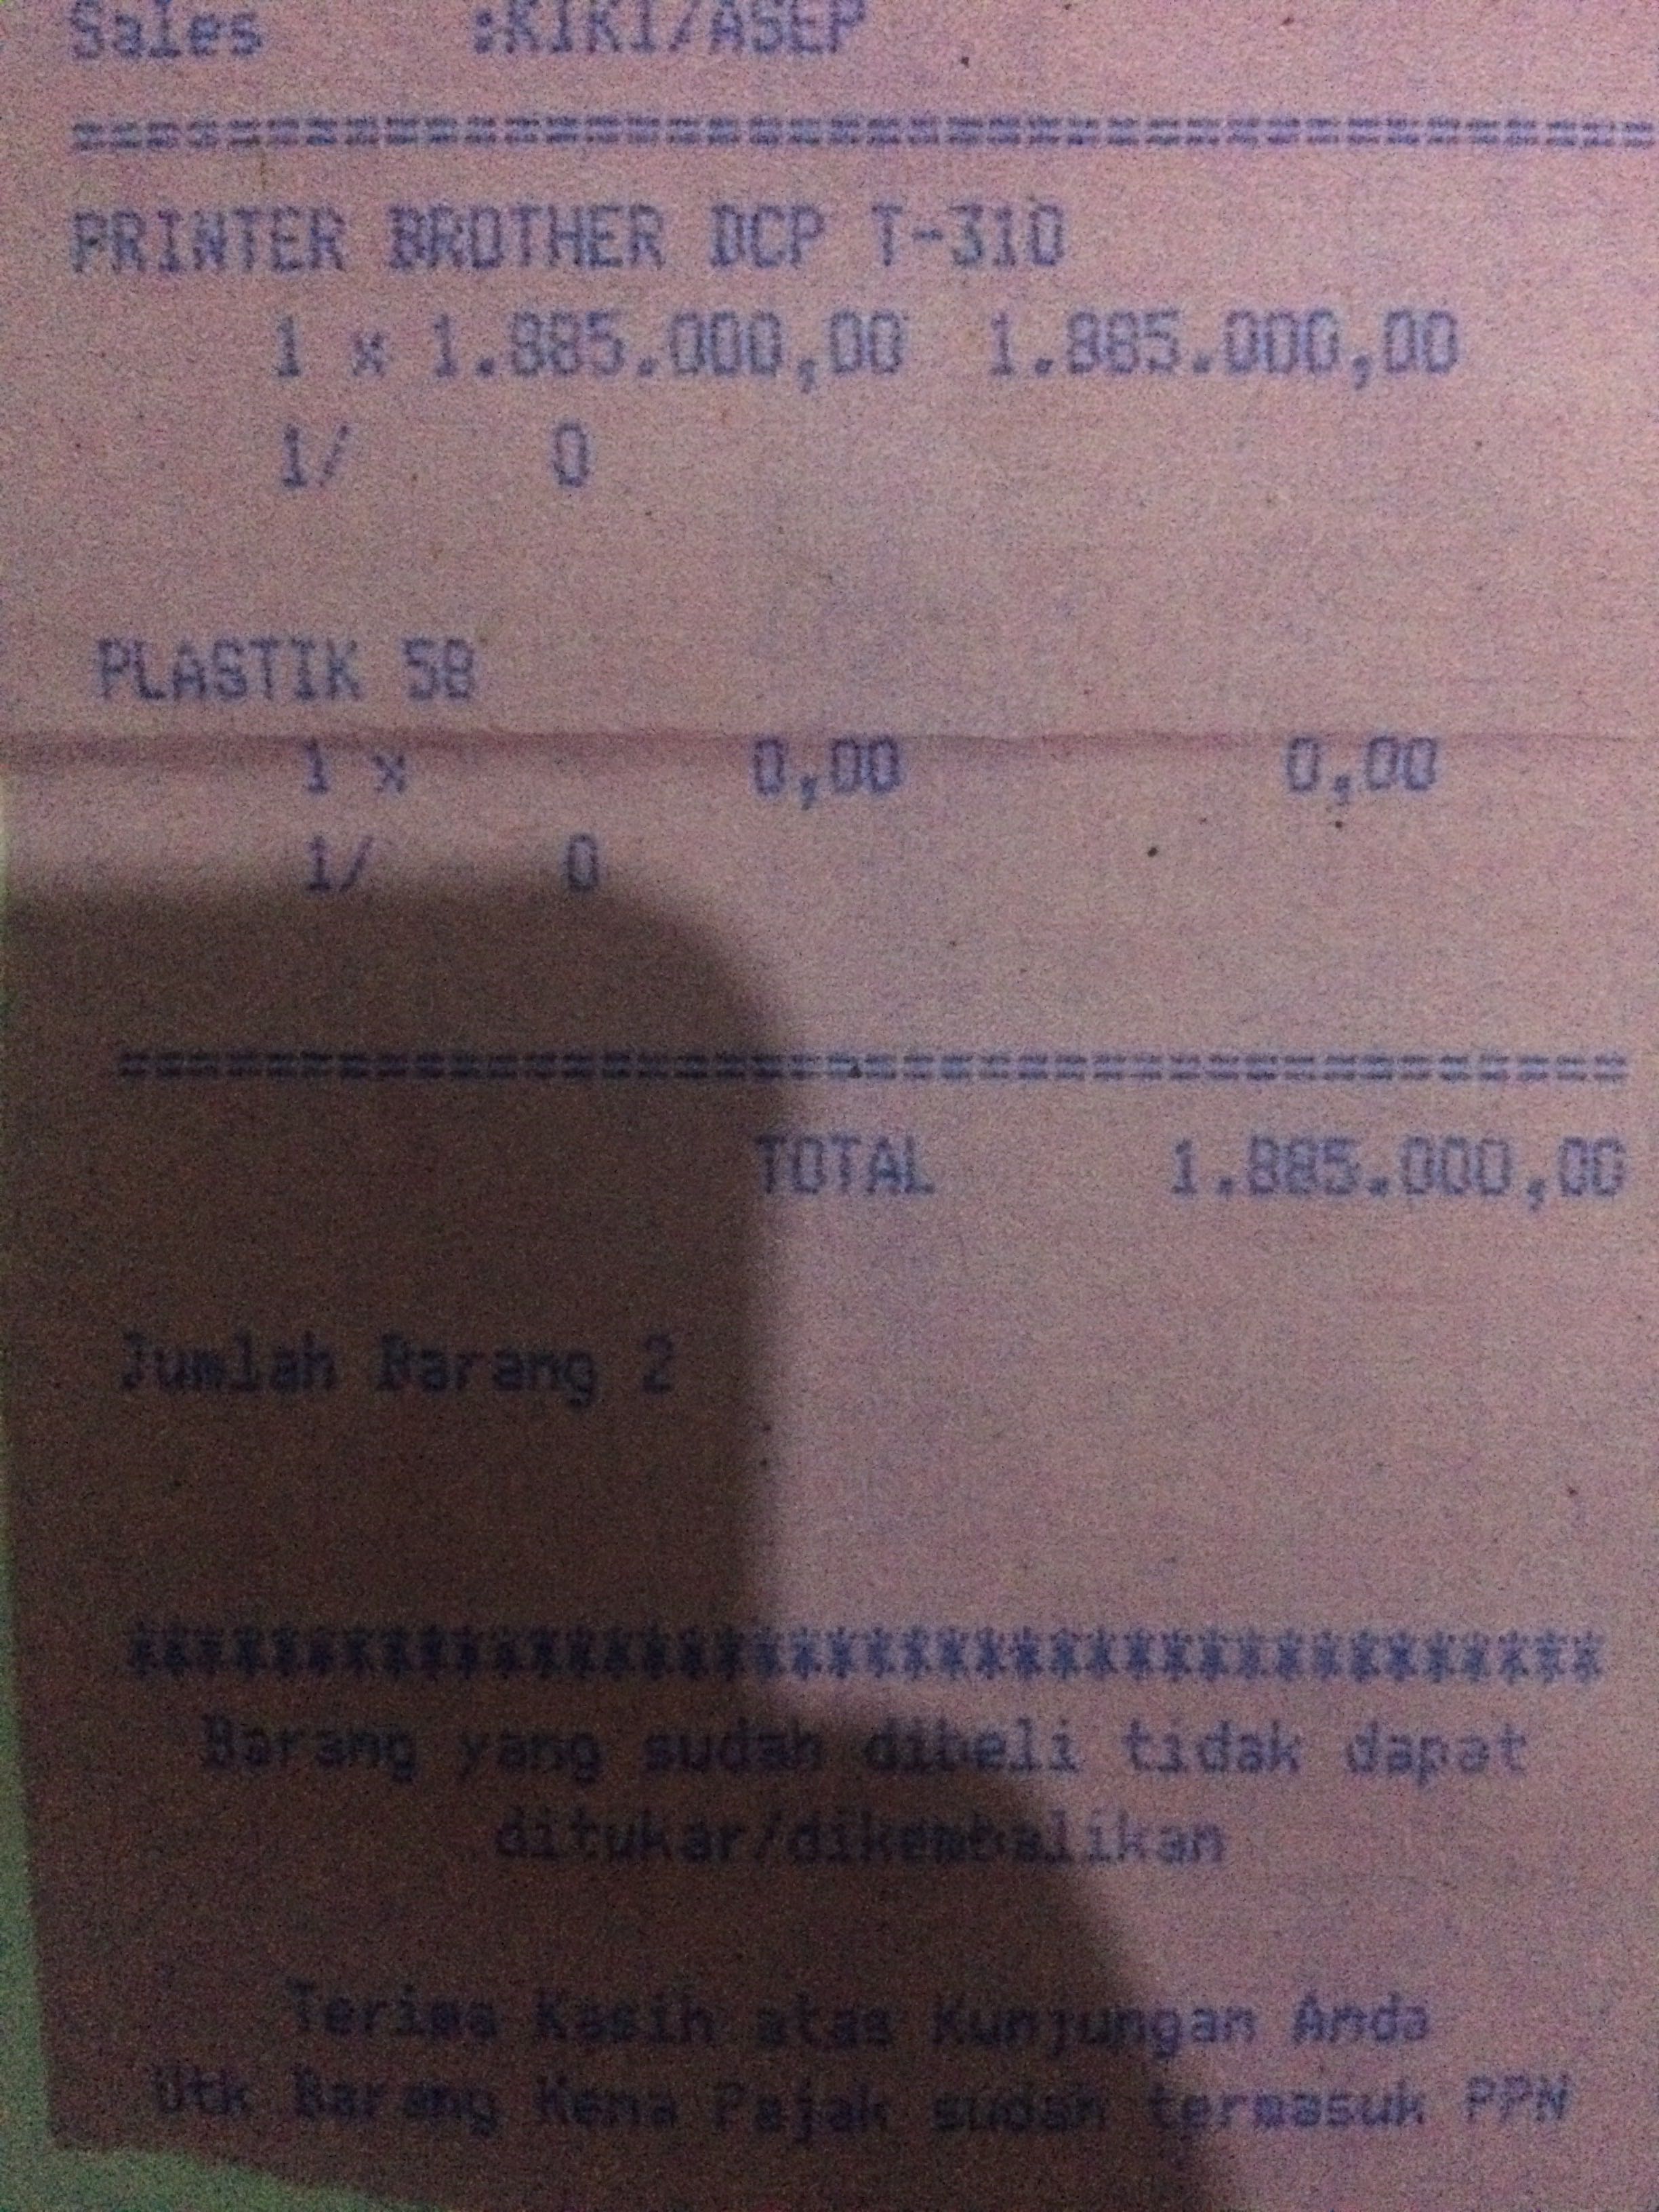 Sales :KIKI/ASEP
==========================================
PRINTER BROTHER DCP T-310
1 x 1.885.000,00 1.885.000,00
1/ 0
PLASTIK 58
1 x 0,00 0,00
1/ 0
==========================================
TOTAL 1.885.000,00
Jumlah Barang 2
****************************************
Barang yang sudah dibeli tidak dapat
ditukar/dikembalikan
Terima Kasih atas Kunjungan Anda
Utk Barang Kena Pajak sudah termasuk PPN